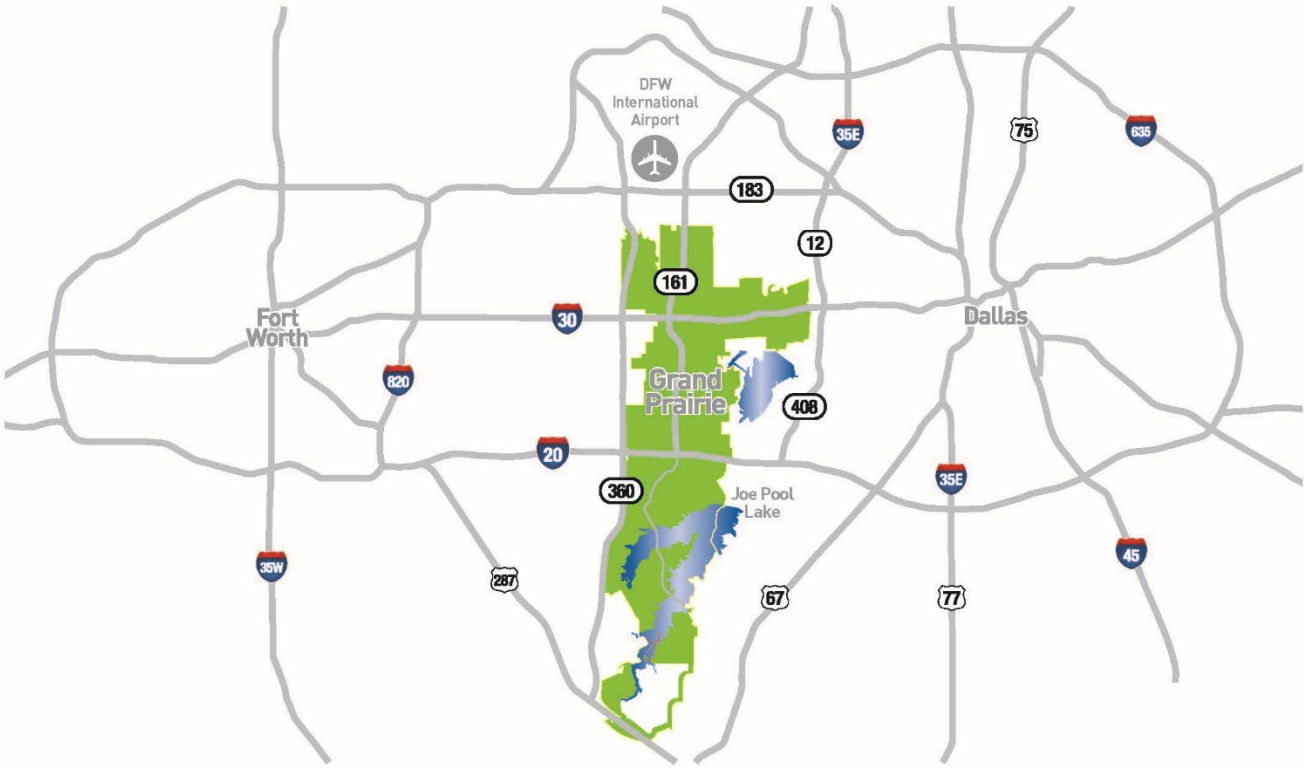 DFW
International
Airport
35E
75
635
183
12
161
Fort
Worth
30
Dallas
820
Grand
Prairie
408
20
360
Joe Pool
Lake
35E
35W
287
67
77
45